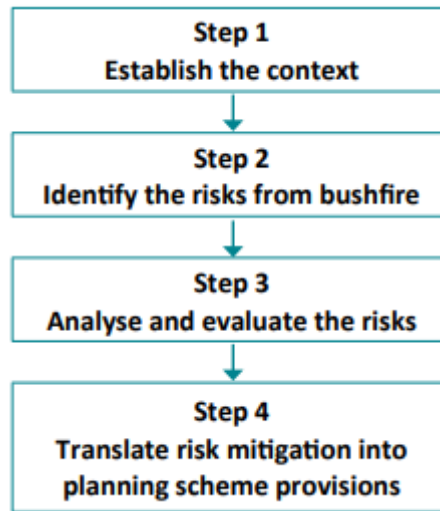 Step 1
Establish the context
Step 2
Identify the risks from bushfire
Step 3
Analyse and evaluate the risks
Step 4
Translate risk mitigation into
planning scheme provisions